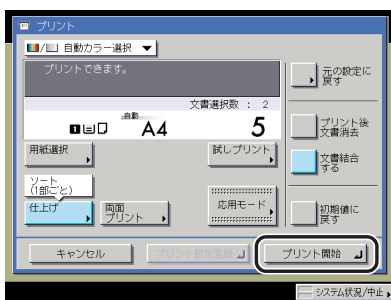 プリント
自動カラー選択
プリントできます。
文書選択数 : 2
自動
A4
5
元の設定に
戻す
プリント後
文書消去
文書結合
する
初期値に
戻す
用紙選択
試しプリント
ソート
(1部ごと)
仕上げ
両面
プリント
応用モード
キャンセル
プリント設定登録
プリント開始
システム状況/中止